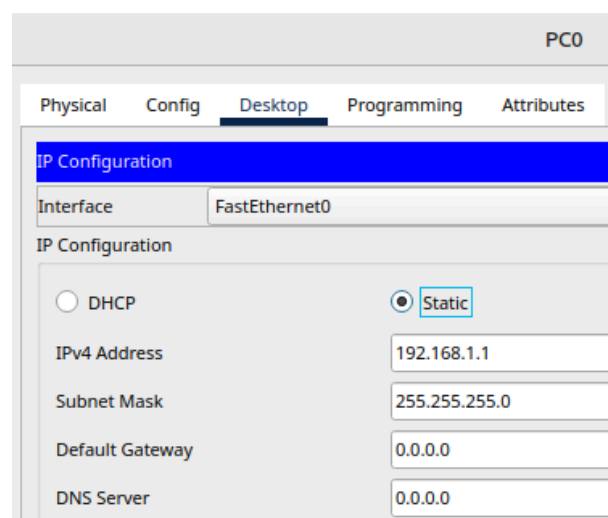 PC0
Physical Config Desktop Programming Attributes
IP Configuration
Interface FastEthernet0
IP Configuration
DHCP Static
IPv4 Address 192.168.1.1
Subnet Mask 255.255.255.0
Default Gateway 0.0.0.0
DNS Server 0.0.0.0